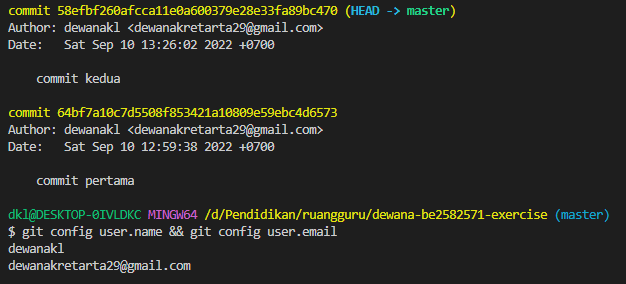 commit 58efbf260afcca11e0a600379e28e33fa89bc470 (HEAD -> master)
Author: dewanakl <dewanakretarta29@gmail.com>
Date:   Sat Sep 10 13:26:02 2022 +0700
commit kedua
commit 64bf7a10c7d5508f853421a10809e59ebc4d6573
Author: dewanakl <dewanakretarta29@gmail.com>
Date:   Sat Sep 10 12:59:38 2022 +0700
commit pertama
dkl@DESKTOP-0IVLDKC MINGW64 /d/Pendidikan/ruangguru/dewana-be2582571-exercise (master)
$ git config user.name && git config user.email
dewanakl
dewanakretarta29@gmail.com